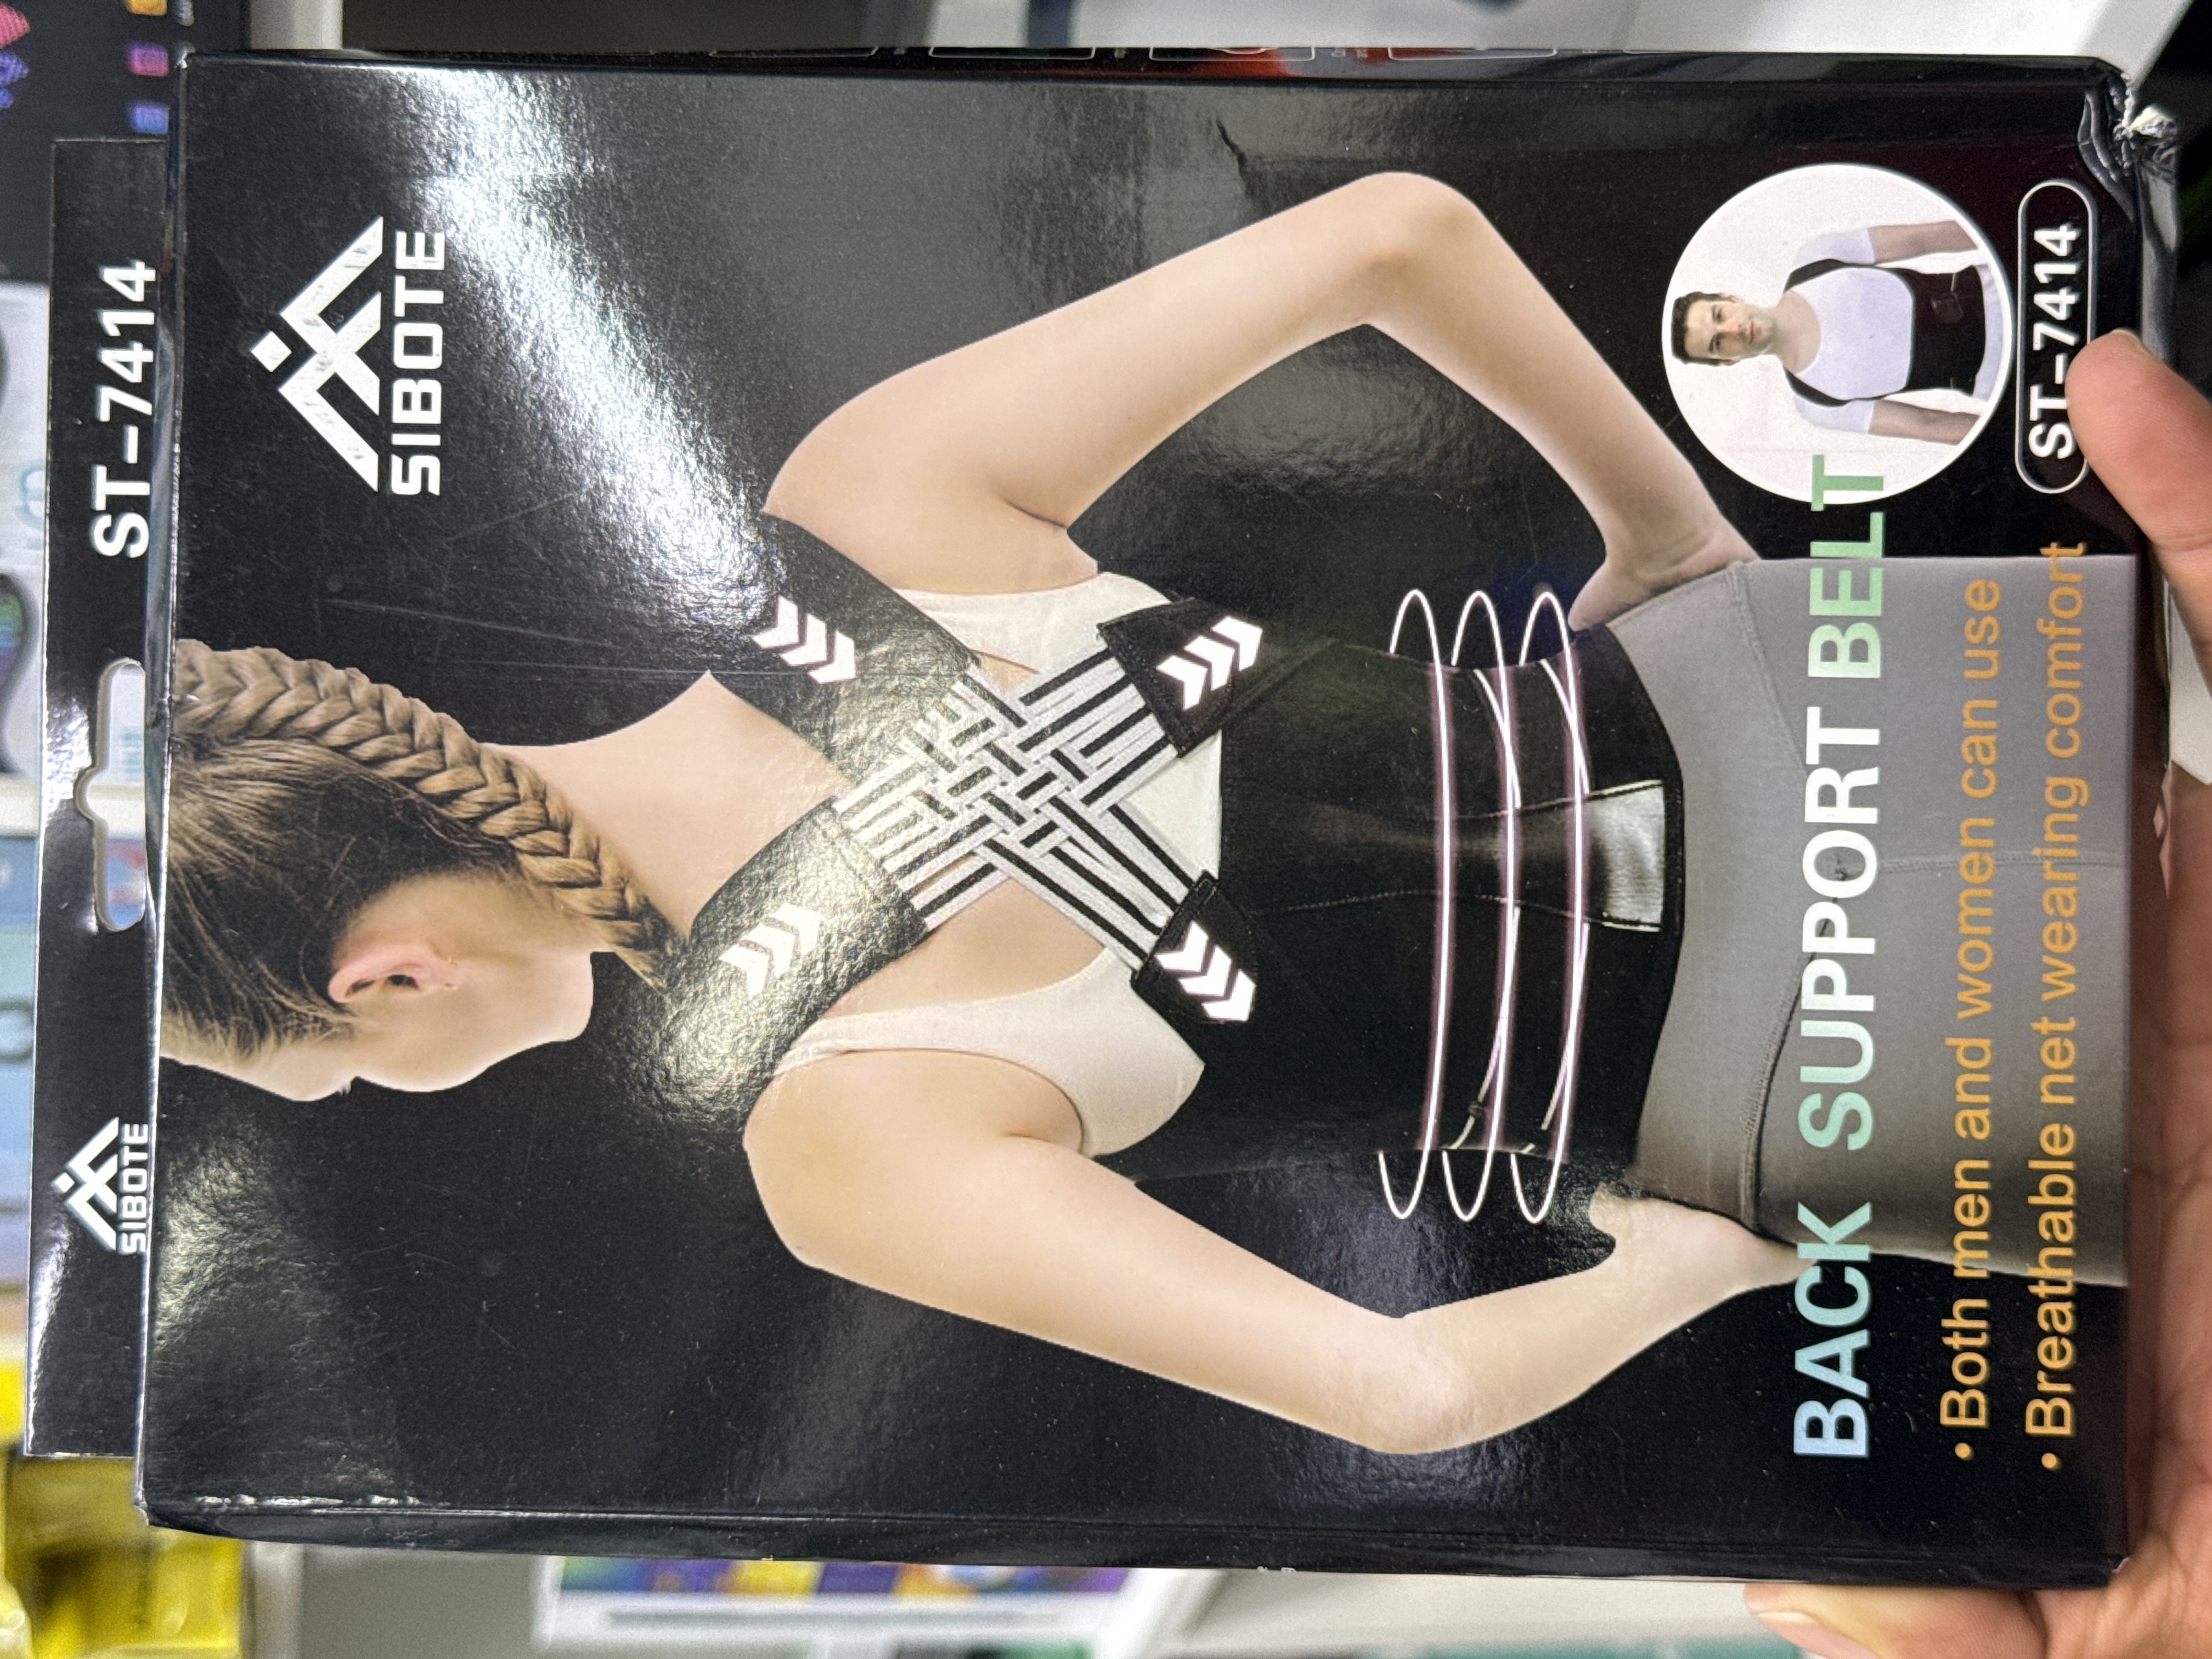 SIBOTE
ST-7414
SIBOTE
BACK SUPPORT BELT
• Both men and women can use
• Breathable net wearing comfort
ST-7414